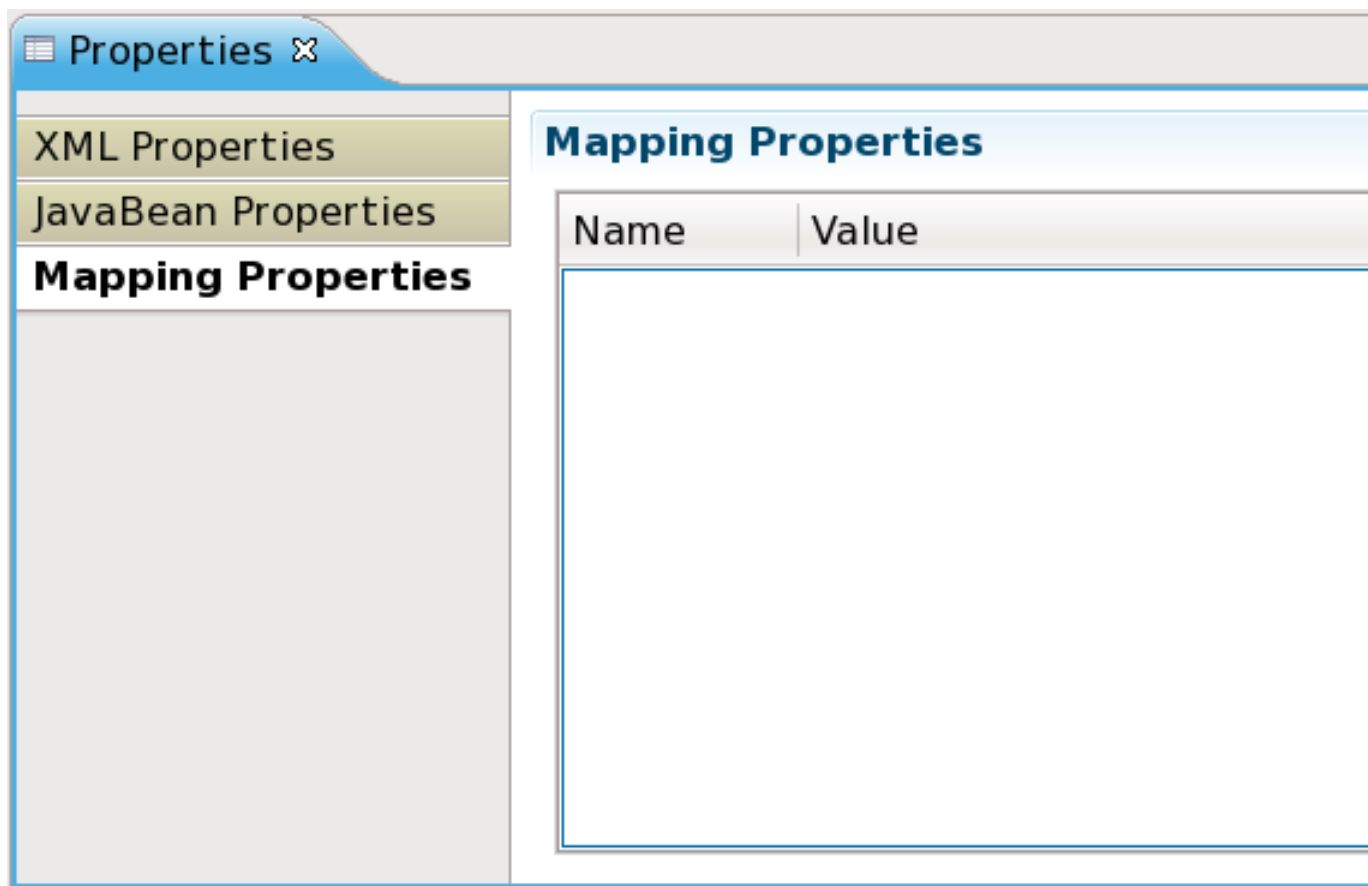 Properties
XML Properties
JavaBean Properties
Mapping Properties
Mapping Properties
Name Value